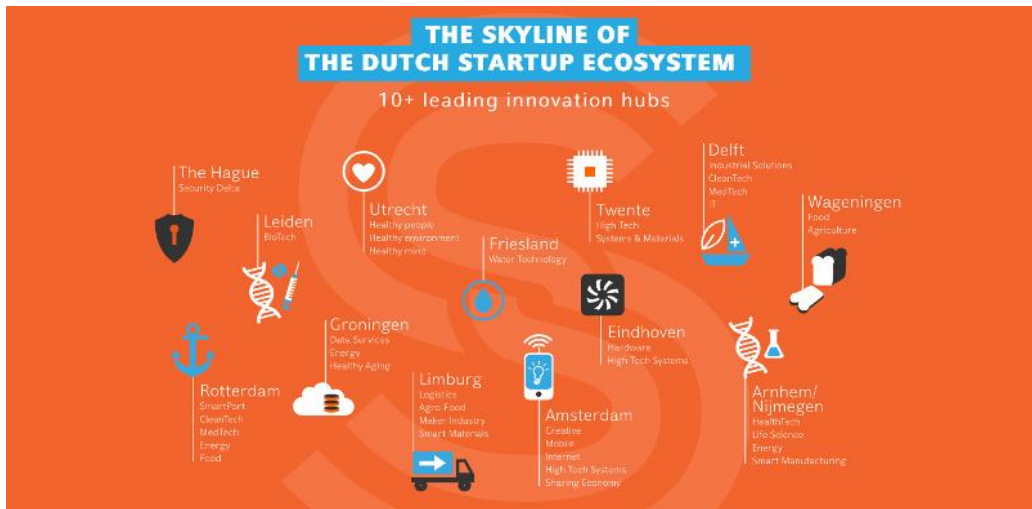 THE SKYLINE OF
THE DUTCH STARTUP ECOSYSTEM
10+ leading innovation hubs
The Hague
Security Delta
Leiden
BioTech
Utrecht
Healthy people
Healthy environment
Healthy mind
Friesland
Water Technology
Twente
High Tech
Systems & Materials
Delft
Industrial Solutions
CleanTech
MedTech
IT
Wageningen
Food
Agriculture
Rotterdam
SmartPort
CleanTech
MedTech
Energy
Food
Groningen
Data Services
Energy
Healthy Aging
Limburg
Logistics
Agro-Food
Maker Industry
Smart Materials
Amsterdam
Creative
Mobile
Internet
High Tech Systems
Sharing Economy
Eindhoven
Hardware
High Tech Systems
Arnhem/
Nijmegen
HealthTech
Life Science
Energy
Smart Manufacturing